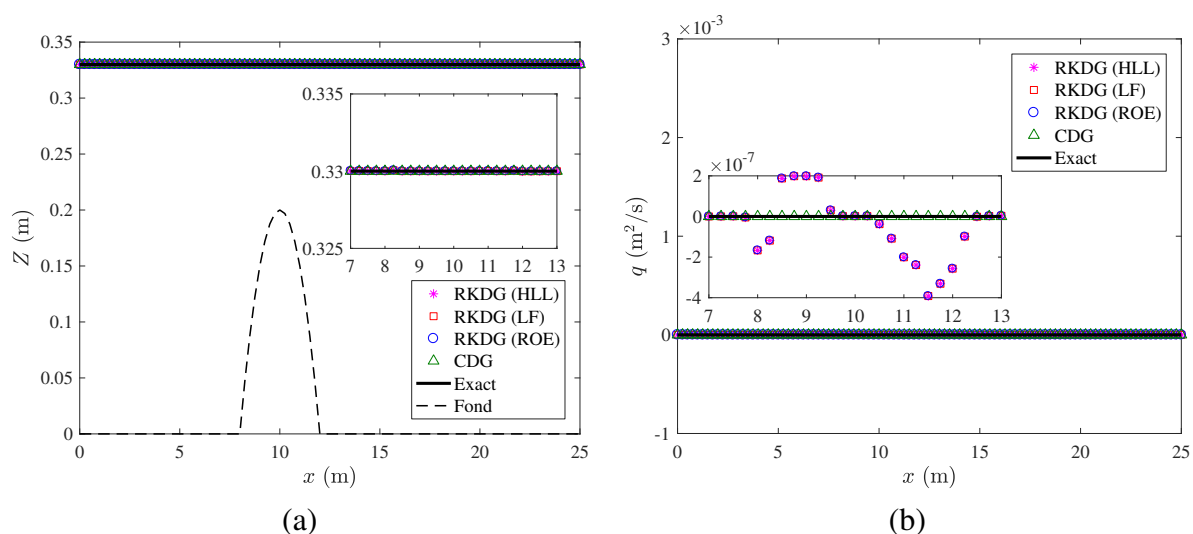 0.35
0.3
0.25
0.2
0.15
0.1
0.05
0
Z (m)
0 5 10 15 20 25
x (m)
0.335
0.33
0.325
7 8 9 10 11 12 13
RKDG (HLL)
RKDG (LF)
RKDG (ROE)
CDG
Exact
Fond
(a)
×10⁻³
3
2
1
0
-1
q (m²/s)
0 5 10 15 20 25
x (m)
RKDG (HLL)
RKDG (LF)
RKDG (ROE)
CDG
Exact
×10⁻⁷
2
0
-2
-4
7 8 9 10 11 12 13
(b)